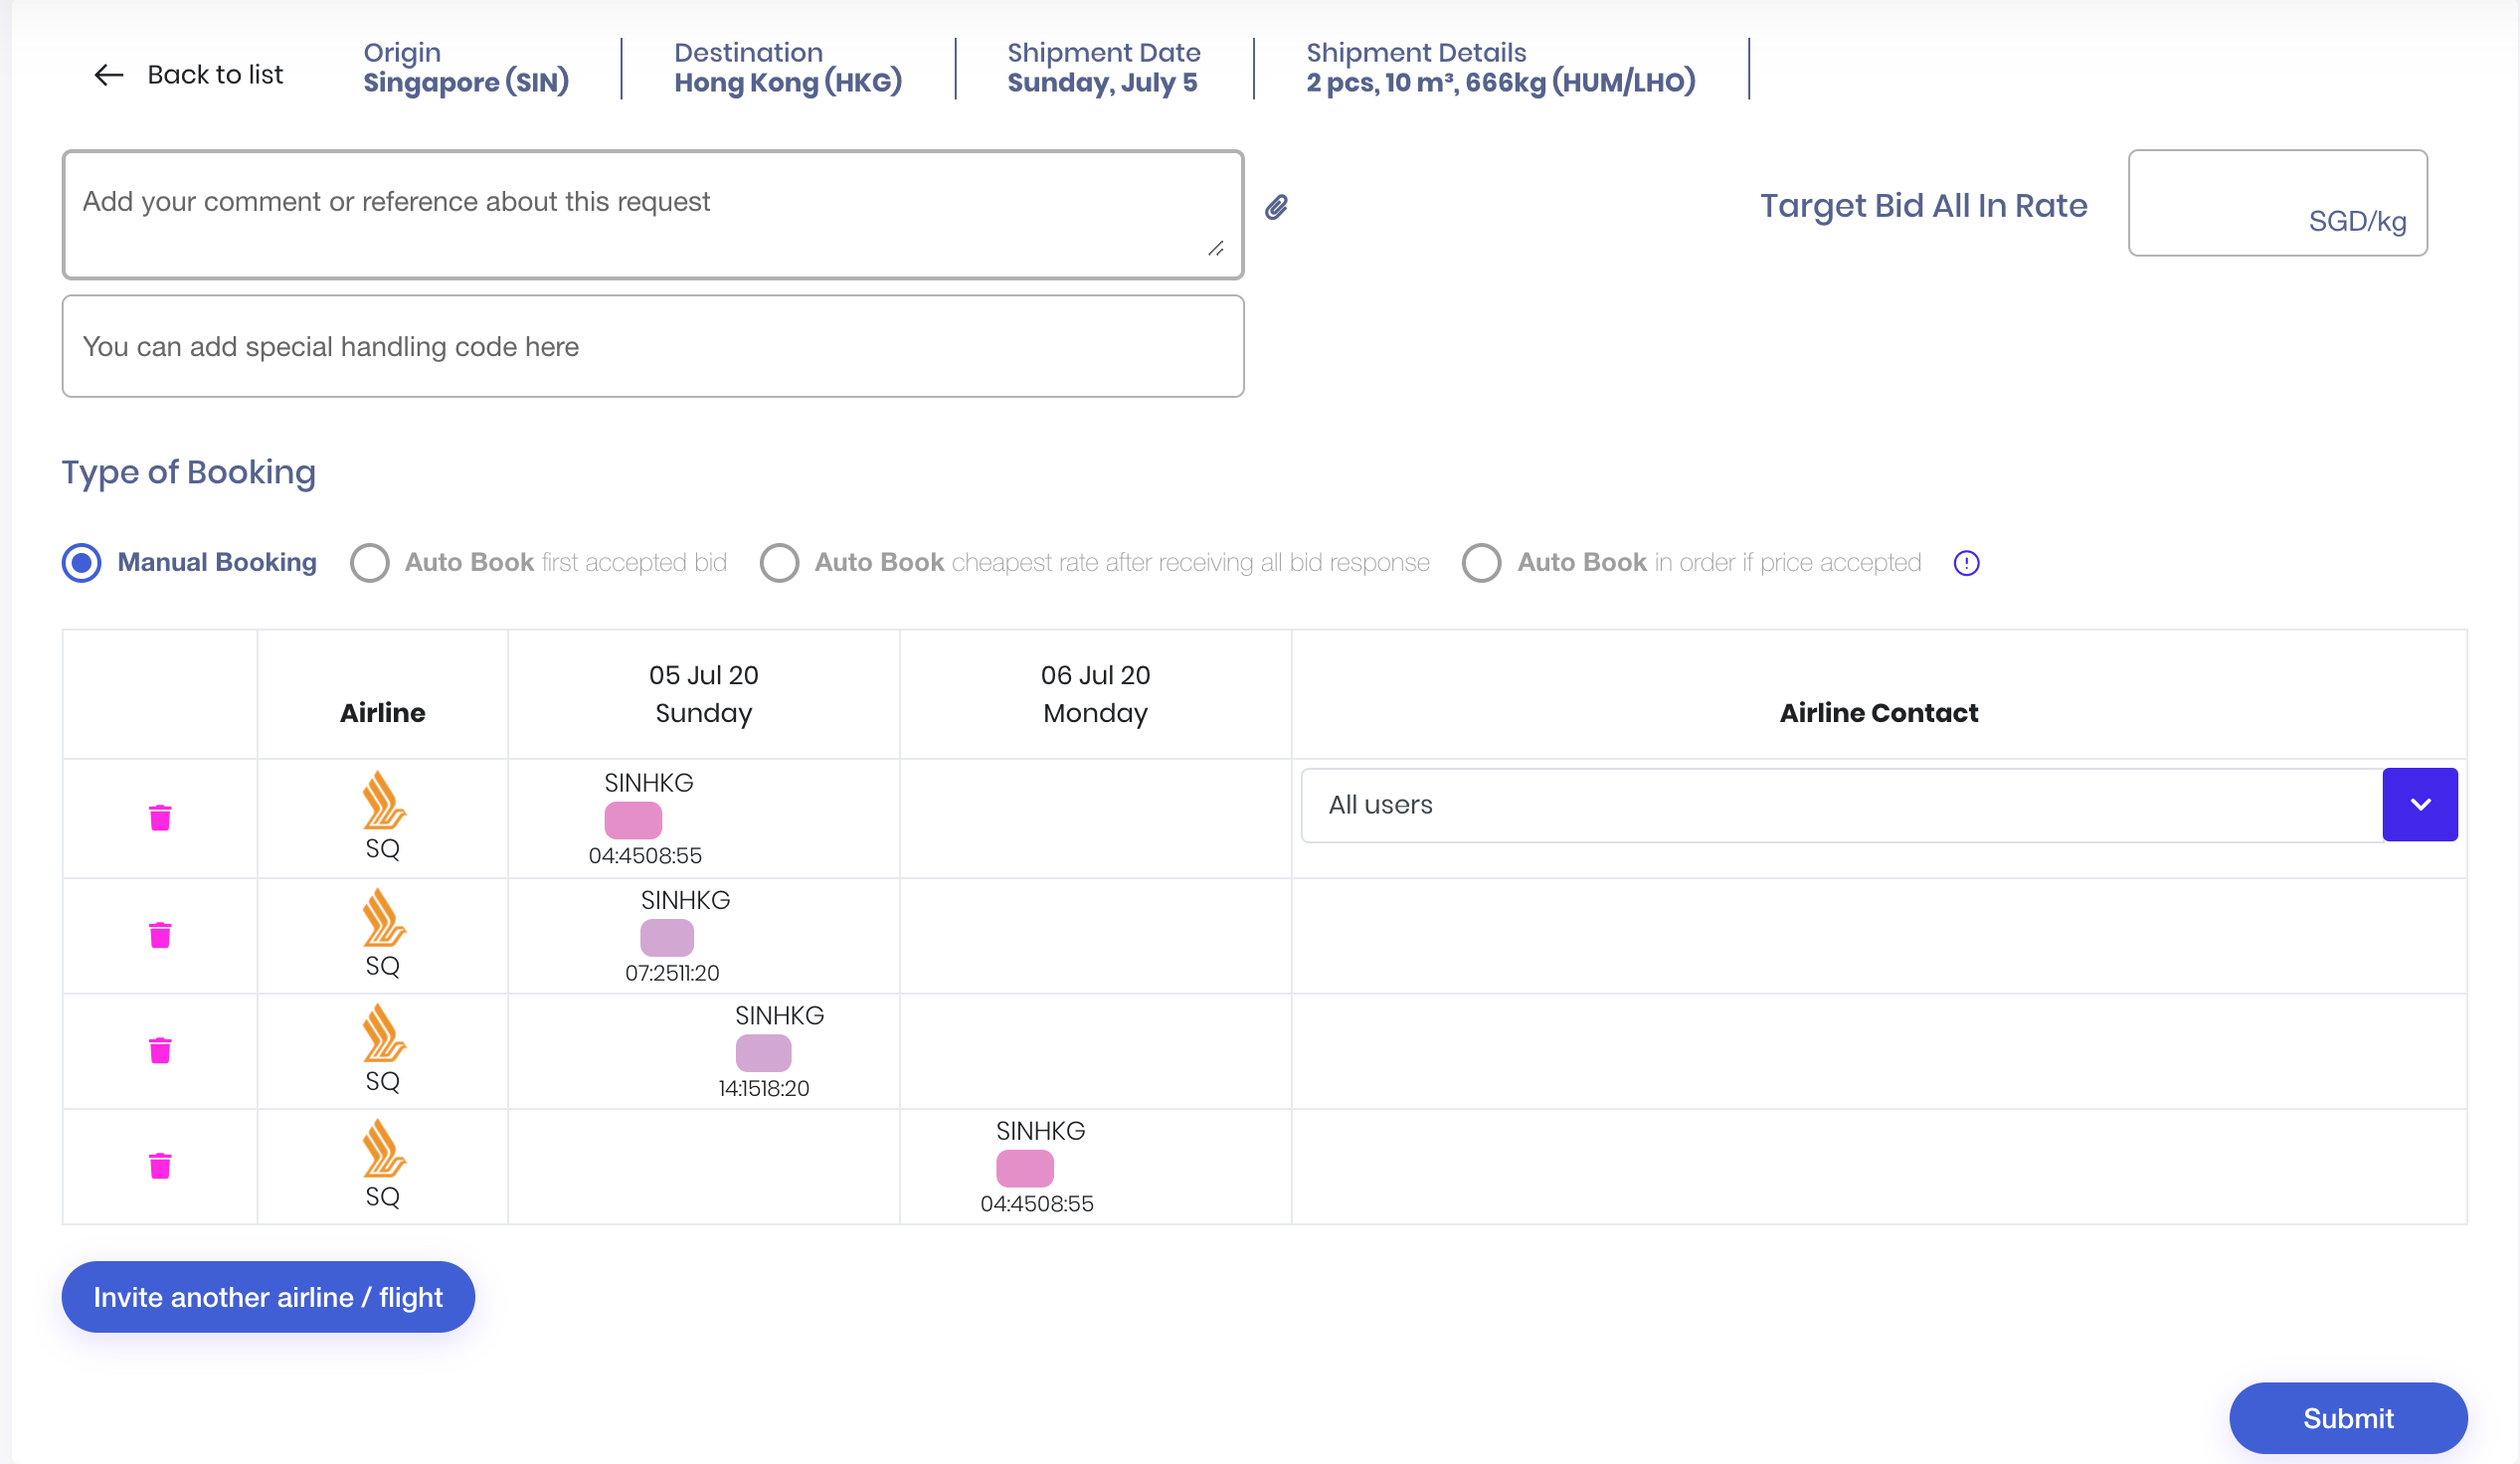 Back to list
Origin
Singapore (SIN)
Destination
Hong Kong (HKG)
Shipment Date
Sunday, July 5
Shipment Details
2 pcs, 10 m³, 666kg (HUM/LHO)
Add your comment or reference about this request
Target Bid All In Rate
SGD/kg
You can add special handling code here
Type of Booking
Manual Booking
Auto Book first accepted bid
Auto Book cheapest rate after receiving all bid response
Auto Book in order if price accepted
Airline
05 Jul 20
Sunday
06 Jul 20
Monday
Airline Contact
SQ
SINHKG
04:4508:55
All users
SQ
SINHKG
07:2511:20
SQ
SINHKG
14:1518:20
SQ
SINHKG
04:4508:55
Invite another airline / flight
Submit